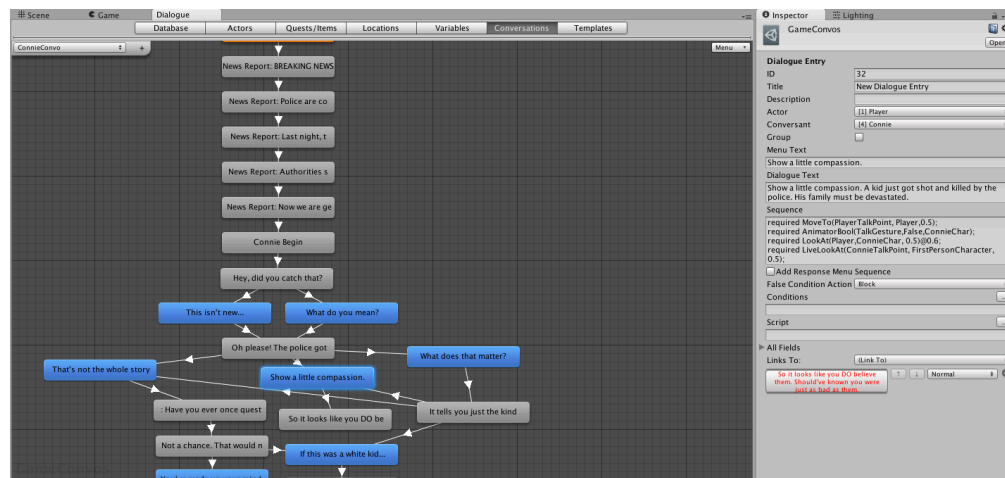 Scene Game Dialogue Inspector Lighting
Database Actors Quests/Items Locations Variables Conversations Templates
GameConvos
Open
ConnieConvo +
Menu
News Report: BREAKING NEWS
News Report: Police are co
News Report: Last night, t
News Report: Authorities s
News Report: Now we are ge
Connie Begin
Hey, did you catch that?
This isn't new...
What do you mean?
Oh please! The police got
What does that matter?
That's not the whole story
Show a little compassion.
: Have you ever once quest
So it looks like you DO be
It tells you just the kind
Not a chance. That would n
If this was a white kid...
Dialogue Entry
ID 32
Title New Dialogue Entry
Description
Actor [1] Player
Conversant [4] Connie
Group
Menu Text
Show a little compassion.
Dialogue Text
Show a little compassion. A kid just got shot and killed by the
police. His family must be devastated.
Sequence
required MoveTo(PlayerTalkPoint, Player,0.5);
required AnimatorBool(TalkGesture,False,ConnieChar);
required LookAt(Player,ConnieChar, 0.5)@0.6;
required LiveLookAt(ConnieTalkPoint, FirstPersonCharacter,
0.5);
Add Response Menu Sequence
False Condition Action Block
Conditions ...
Script ...
All Fields
Links To: (Link To)
So it looks like you DO believe
them. Should've known you were
just as bad as them.
↑ ↓ Normal